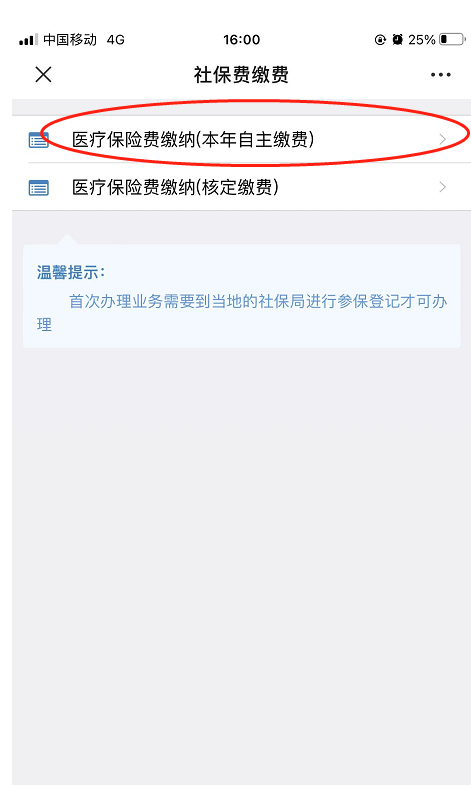 中国移动 4G 16:00 25%
社保费缴费
医疗保险费缴纳(本年自主缴费)
医疗保险费缴纳(核定缴费)
温馨提示：
首次办理业务需要到当地的社保局进行参保登记才可办
理